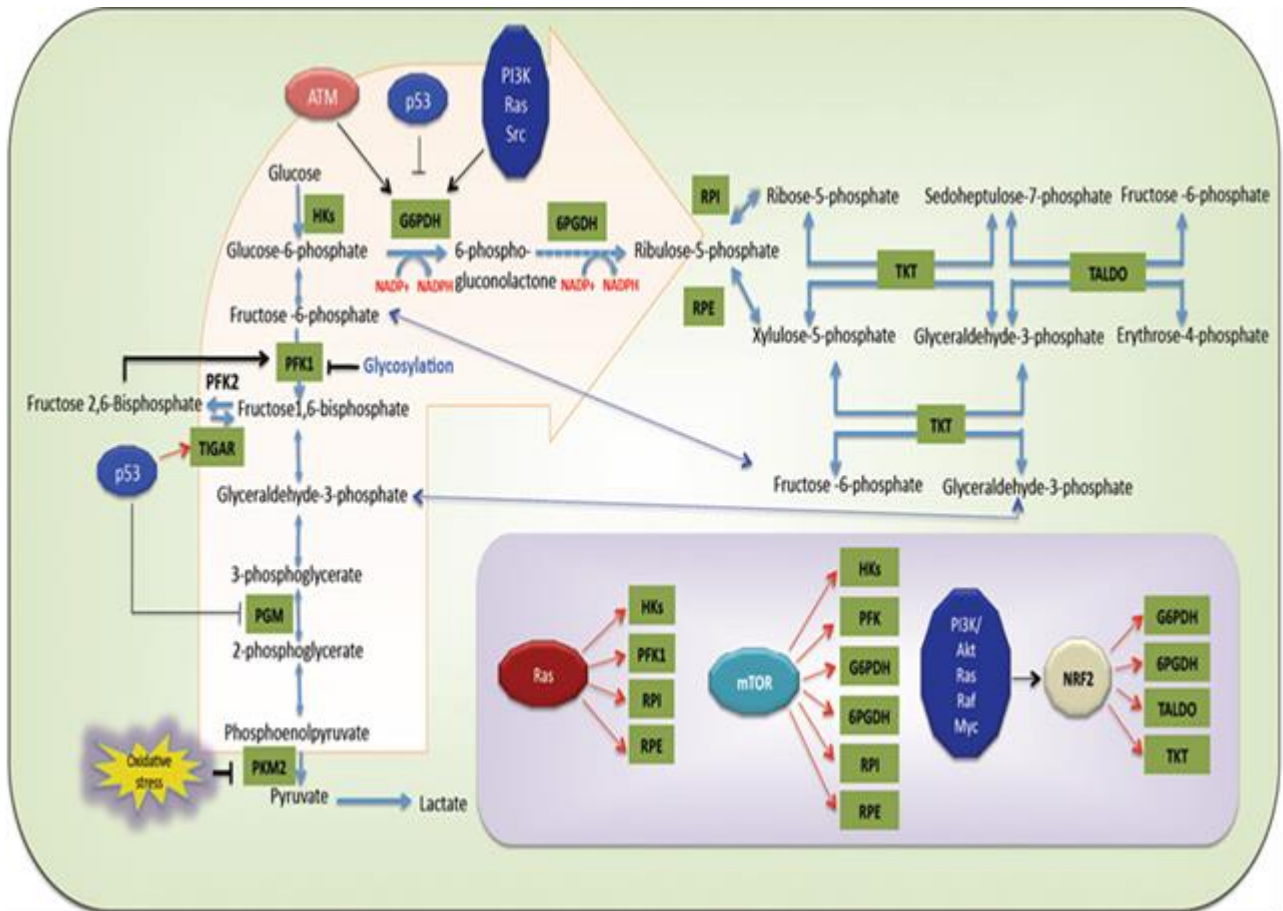 ATM
p53
PI3K
Ras
Src
Glucose
HKs
G6PDH
6PGDH
Glucose-6-phosphate
6-phospho-
gluconolactone
NADP+ NADPH
NADP+ NADPH
Ribulose-5-phosphate
RPI
RPE
Ribose-5-phosphate
Sedoheptulose-7-phosphate
Fructose -6-phosphate
TKT
TALDO
Xylulose-5-phosphate
Glyceraldehyde-3-phosphate
Erythrose-4-phosphate
TKT
Fructose -6-phosphate
Glyceraldehyde-3-phosphate
Fructose -6-phosphate
PFK1
Glycosylation
PFK2
Fructose 2,6-Bisphosphate
Fructose1,6-bisphosphate
TIGAR
p53
Glyceraldehyde-3-phosphate
3-phosphoglycerate
PGM
2-phosphoglycerate
Phosphoenolpyruvate
Oxidative
stress
PKM2
Pyruvate
Lactate
Ras
HKs
PFK1
RPI
RPE
mTOR
HKs
PFK
G6PDH
6PGDH
RPI
RPE
PI3K/
Akt
Ras
Raf
Myc
NRF2
G6PDH
6PGDH
TALDO
TKT